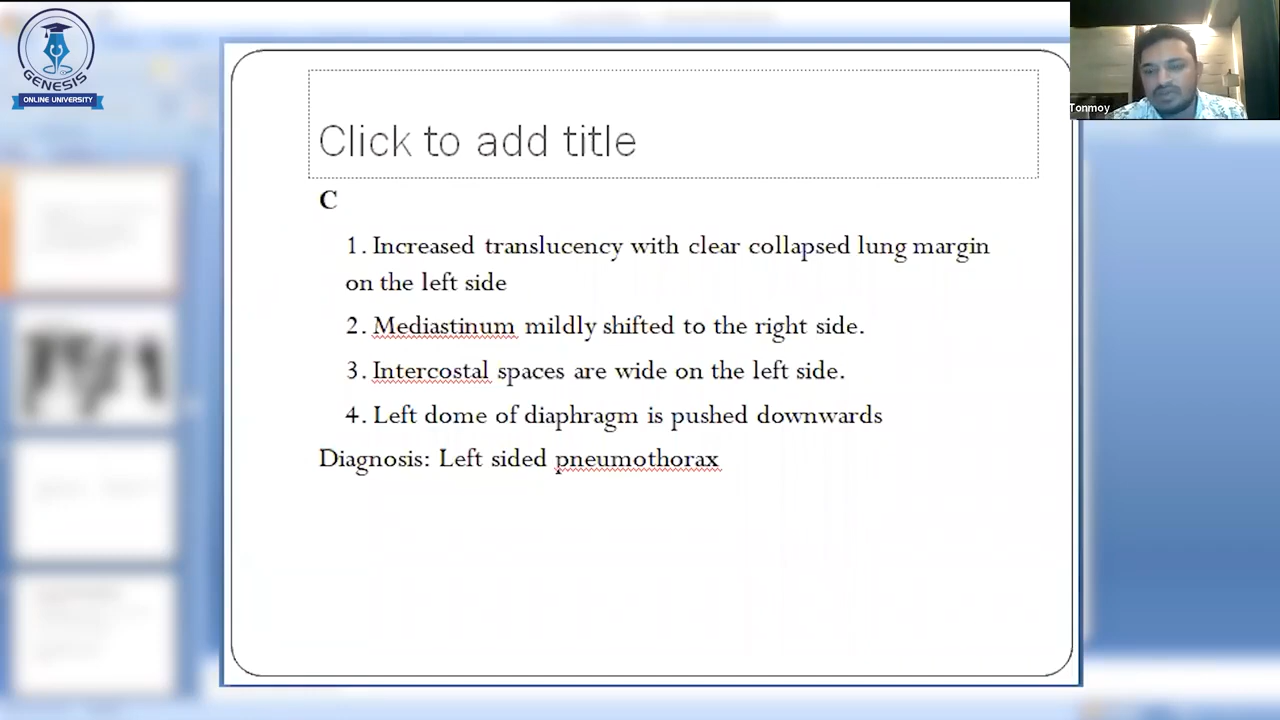 GENESIS
ONLINE UNIVERSITY
Tonmoy
Click to add title
C
1. Increased translucency with clear collapsed lung margin
on the left side
2. Mediastinum mildly shifted to the right side.
3. Intercostal spaces are wide on the left side.
4. Left dome of diaphragm is pushed downwards
Diagnosis: Left sided pneumothorax